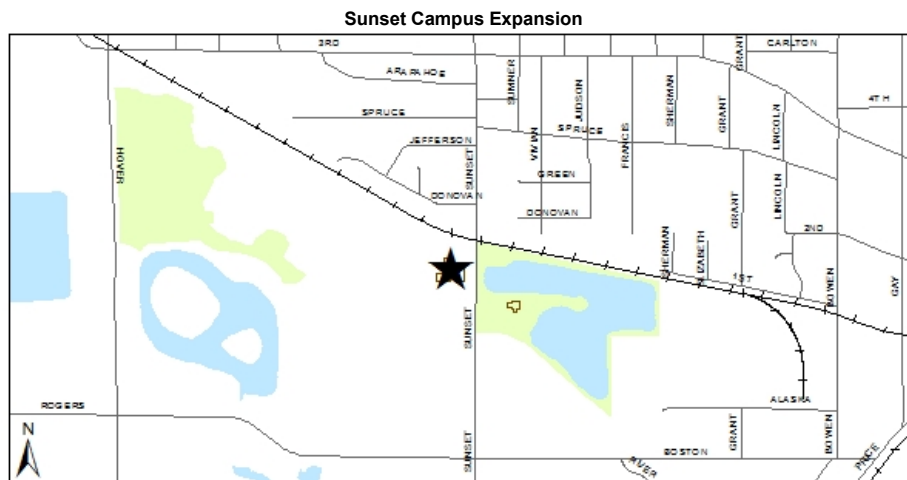 Sunset Campus Expansion
3RD
CARLTON
GRANT
ARAPAHOE
SUMNER
JUDSON
SHERMAN
GRANT
LINCOLN
4TH
SPRUCE
SPRUCE
JEFFERSON
VIVIAN
FRANCIS
HOVER
SUNSET
GREEN
DONOVAN
LINCOLN
GRANT
DONOVAN
2ND
SHERMAN
ELIZABETH
1ST
BOWEN
GAY
SUNSET
ROGERS
ALASKA
N
SUNSET
BOSTON
GRANT
BOWEN
PRICE
RIVER